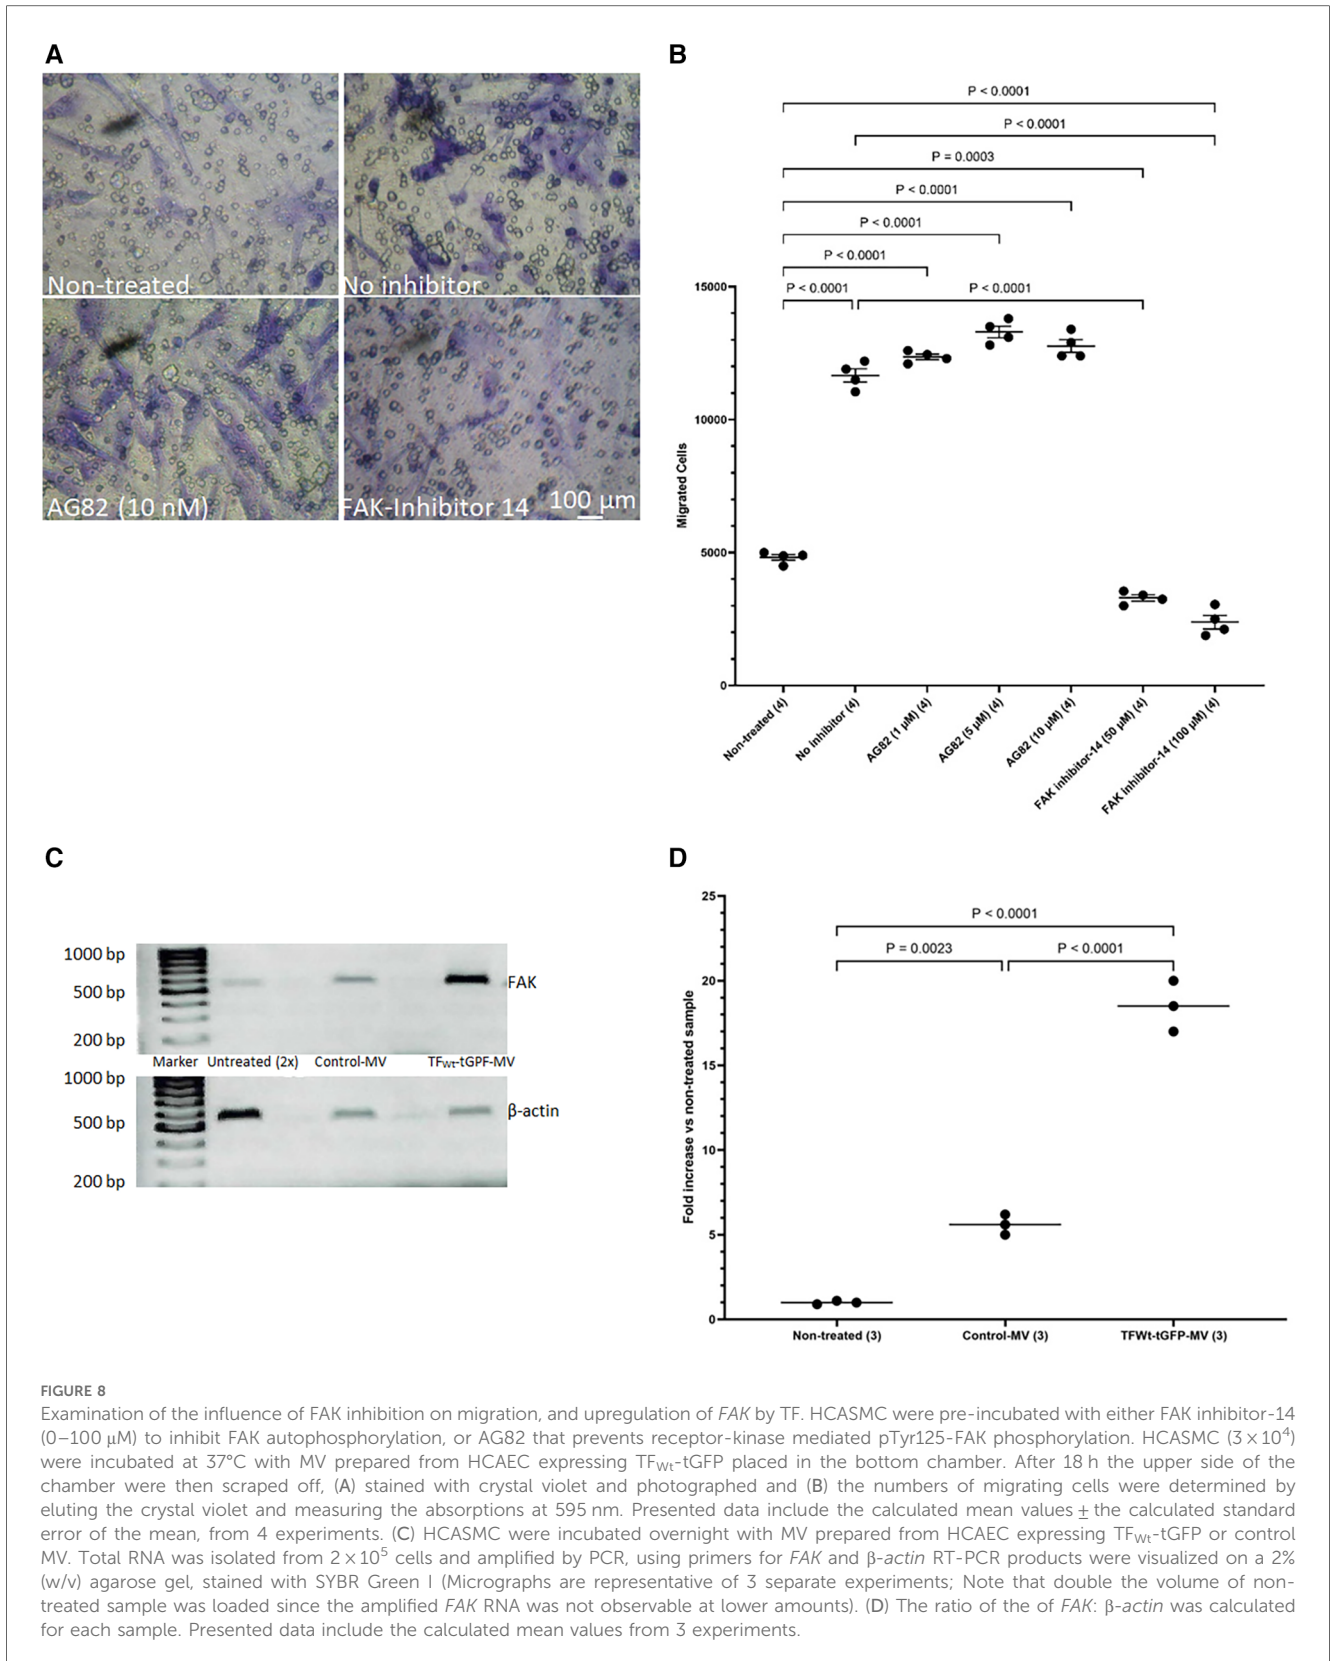 A
Non-treated
No inhibitor
AG82 (10 nM)
FAK-Inhibitor 14
100 µm
B
P < 0.0001
P < 0.0001
P = 0.0003
P < 0.0001
P < 0.0001
P < 0.0001
P < 0.0001
P < 0.0001
15000
10000
5000
0
Migrated Cells
Non-treated (4)
No inhibitor (4)
AG82 (1 µM) (4)
AG82 (5 µM) (4)
AG82 (10 µM) (4)
FAK inhibitor-14 (50 µM) (4)
FAK inhibitor-14 (100 µM) (4)
C
1000 bp
500 bp
200 bp
FAK
Marker Untreated (2x) Control-MV TFWt-tGPF-MV
1000 bp
500 bp
200 bp
β-actin
D
25
20
15
10
5
0
Fold increase vs non-treated sample
P < 0.0001
P = 0.0023
P < 0.0001
Non-treated (3)
Control-MV (3)
TFWt-tGFP-MV (3)
FIGURE 8
Examination of the influence of FAK inhibition on migration, and upregulation of FAK by TF. HCASMC were pre-incubated with either FAK inhibitor-14
(0–100 µM) to inhibit FAK autophosphorylation, or AG82 that prevents receptor-kinase mediated pTyr125-FAK phosphorylation. HCASMC (3 × 10⁴)
were incubated at 37°C with MV prepared from HCAEC expressing TFWt-tGFP placed in the bottom chamber. After 18 h the upper side of the
chamber were then scraped off, (A) stained with crystal violet and photographed and (B) the numbers of migrating cells were determined by
eluting the crystal violet and measuring the absorptions at 595 nm. Presented data include the calculated mean values ± the calculated standard
error of the mean, from 4 experiments. (C) HCASMC were incubated overnight with MV prepared from HCAEC expressing TFWt-tGFP or control
MV. Total RNA was isolated from 2 × 10⁵ cells and amplified by PCR, using primers for FAK and β-actin RT-PCR products were visualized on a 2%
(w/v) agarose gel, stained with SYBR Green I (Micrographs are representative of 3 separate experiments; Note that double the volume of non-
treated sample was loaded since the amplified FAK RNA was not observable at lower amounts). (D) The ratio of the of FAK: β-actin was calculated
for each sample. Presented data include the calculated mean values from 3 experiments.